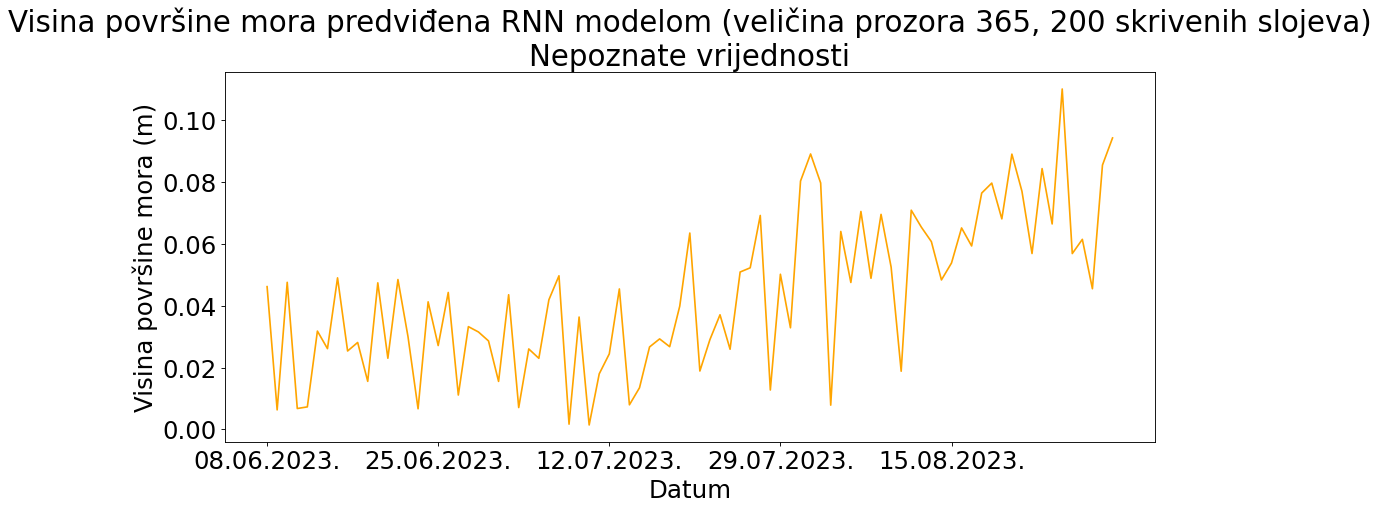 Visina površine mora predviđena RNN modelom (veličina prozora 365, 200 skrivenih slojeva)
Nepoznate vrijednosti
Visina površine mora (m)
0.10
0.08
0.06
0.04
0.02
0.00
08.06.2023. 25.06.2023. 12.07.2023. 29.07.2023. 15.08.2023.
Datum